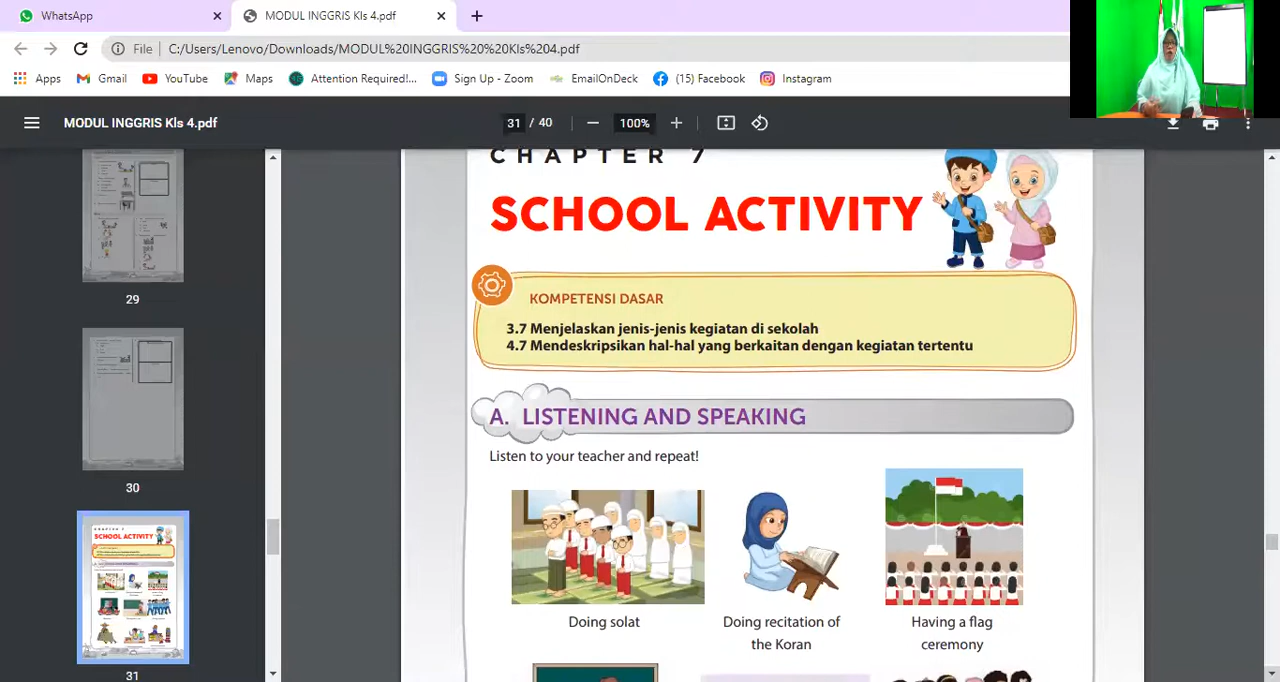 WhatsApp
MODUL INGGRIS Kls 4.pdf
File
C:/Users/Lenovo/Downloads/MODUL%20INGGRIS%20%20Kls%204.pdf
Apps
Gmail
YouTube
Maps
Attention Required!...
Sign Up - Zoom
EmailOnDeck
(15) Facebook
Instagram
MODUL INGGRIS Kls 4.pdf
31 / 40
100%
29
30
31
CHAPTER 7
SCHOOL ACTIVITY
KOMPETENSI DASAR
3.7 Menjelaskan jenis-jenis kegiatan di sekolah
4.7 Mendeskripsikan hal-hal yang berkaitan dengan kegiatan tertentu
A. LISTENING AND SPEAKING
Listen to your teacher and repeat!
Doing solat
Doing recitation of
the Koran
Having a flag
ceremony